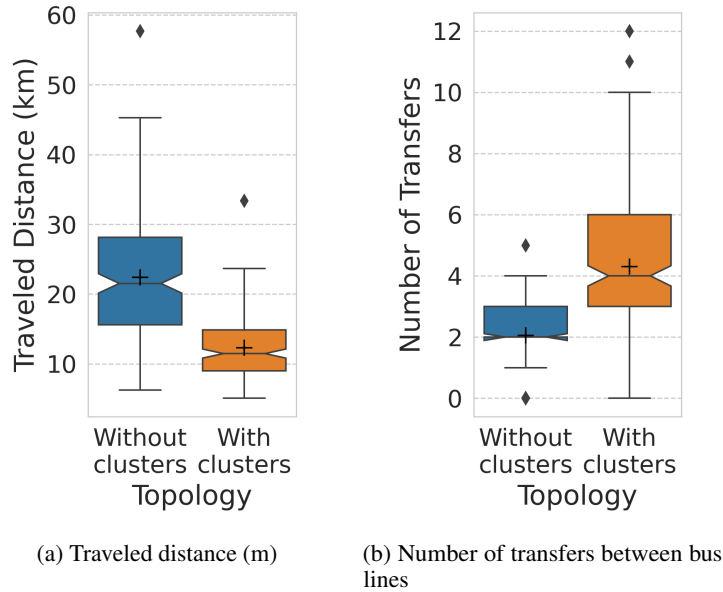 60
50
40
30
20
10
Traveled Distance (km)
Without
clusters
With
clusters
Topology
(a) Traveled distance (m)
12
10
8
6
4
2
0
Number of Transfers
Without
clusters
With
clusters
Topology
(b) Number of transfers between bus
lines